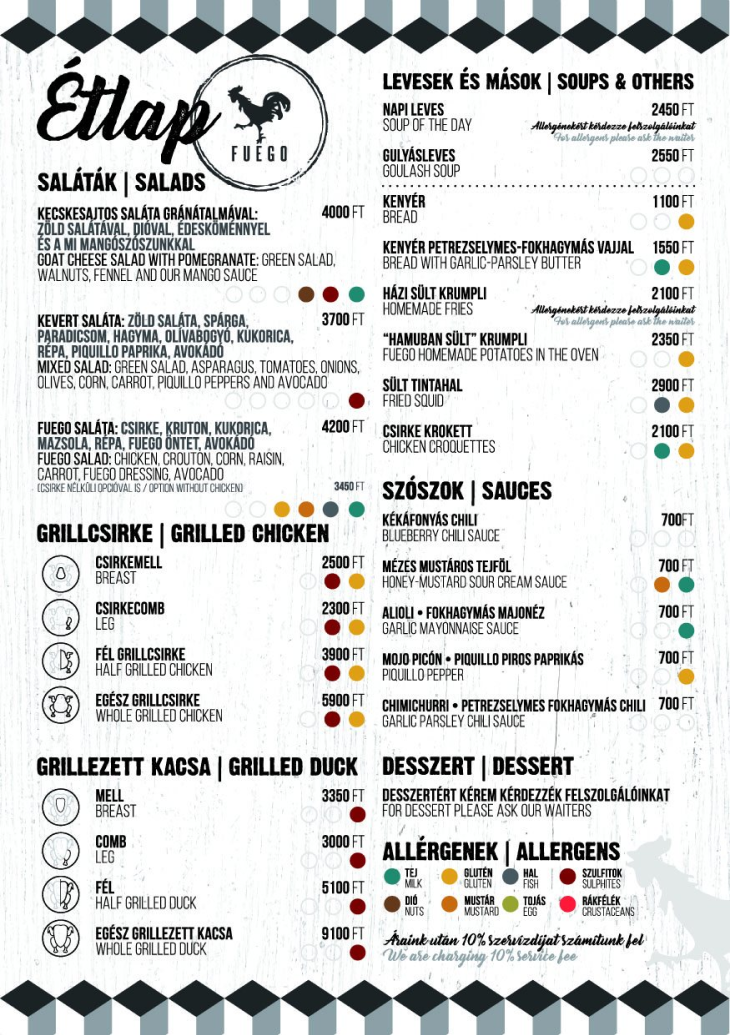 Étlap
FUEGO
SALÁTÁK | SALADS
KECSKESAJTOS SALÁTA GRÁNÁTALMÁVAL: 4000 FT
ZÖLD SALÁTÁVAL, DIÓVAL, ÉDESKÖMÉNNYEL
ÉS A MI MANGÓSZÓSZUNKKAL
GOAT CHEESE SALAD WITH POMEGRANATE: GREEN SALAD,
WALNUTS, FENNEL AND OUR MANGO SAUCE
KEVERT SALÁTA: ZÖLD SALÁTA, SPÁRGA, 3700 FT
PARADICSOM, HAGYMA, OLÍVABOGYÓ, KUKORICA,
RÉPA, PIQUILLO PAPRIKA, AVOKÁDÓ
MIXED SALAD: GREEN SALAD, ASPARAGUS, TOMATOES, ONIONS,
OLIVES, CORN, CARROT, PIQUILLO PEPPERS AND AVOCADO
FUEGO SALÁTA: CSIRKE, KRUTON, KUKORICA, 4200 FT
MAZSOLA, RÉPA, FUEGO ÖNTET, AVOKÁDÓ
FUEGO SALAD: CHICKEN, CROUTON, CORN, RAISIN,
CARROT, FUEGO DRESSING, AVOCADO
(CSIRKE NÉLKÜLI OPCIÓVAL IS / OPTION WITHOUT CHICKEN) 3450 FT
GRILLCSIRKE | GRILLED CHICKEN
CSIRKEMELL 2500 FT
BREAST
CSIRKECOMB 2300 FT
LEG
FÉL GRILLCSIRKE 3900 FT
HALF GRILLED CHICKEN
EGÉSZ GRILLCSIRKE 5900 FT
WHOLE GRILLED CHICKEN
GRILLEZETT KACSA | GRILLED DUCK
MELL 3350 FT
BREAST
COMB 3000 FT
LEG
FÉL 5100 FT
HALF GRILLED DUCK
EGÉSZ GRILLEZETT KACSA 9100 FT
WHOLE GRILLED DUCK
LEVESEK ÉS MÁSOK | SOUPS & OTHERS
NAPI LEVES 2450 FT
SOUP OF THE DAY Allergénekért kérdezze felszolgálóinkat
For allergens please ask the waiter
GULYÁSLEVES 2550 FT
GOULASH SOUP
KENYÉR 1100 FT
BREAD
KENYÉR PETREZSELYMES-FOKHAGYMÁS VAJJAL 1550 FT
BREAD WITH GARLIC-PARSLEY BUTTER
HÁZI SÜLT KRUMPLI 2100 FT
HOMEMADE FRIES Allergénekért kérdezze felszolgálóinkat
For allergens please ask the waiter
"HAMUBAN SÜLT" KRUMPLI 2350 FT
FUEGO HOMEMADE POTATOES IN THE OVEN
SÜLT TINTAHAL 2900 FT
FRIED SQUID
CSIRKE KROKETT 2100 FT
CHICKEN CROQUETTES
SZÓSZOK | SAUCES
KÉKÁFONYÁS CHILI 700FT
BLUEBERRY CHILI SAUCE
MÉZES MUSTÁROS TEJFÖL 700 FT
HONEY-MUSTARD SOUR CREAM SAUCE
ALIOLI • FOKHAGYMÁS MAJONÉZ 700 FT
GARLIC MAYONNAISE SAUCE
MOJO PICÓN • PIQUILLO PIROS PAPRIKÁS 700 FT
PIQUILLO PEPPER
CHIMICHURRI • PETREZSELYMES FOKHAGYMÁS CHILI 700 FT
GARLIC PARSLEY CHILI SAUCE
DESSZERT | DESSERT
DESSZERTÉRT KÉREM KÉRDEZZÉK FELSZOLGÁLÓINKAT
FOR DESSERT PLEASE ASK OUR WAITERS
ALLÉRGENEK | ALLERGENS
TEJ GLUTÉN HAL SZULFITOK
MILK GLUTEN FISH SULPHITES
DIÓ MUSTÁR TOJÁS RÁKFÉLÉK
NUTS MUSTARD EGG CRUSTACEANS
Áraink után 10% szervízdíjat számítunk fel
We are charging 10% service fee